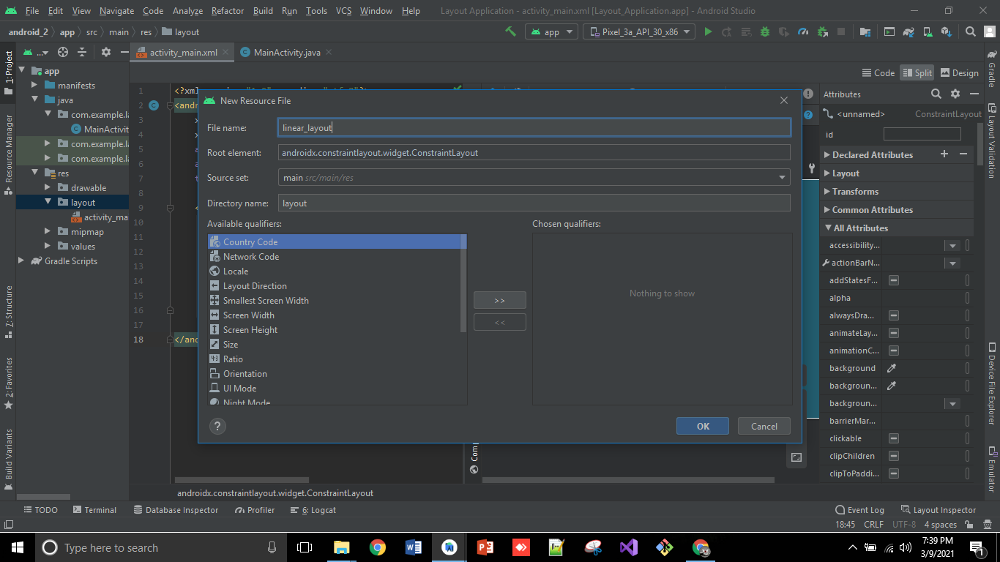 File Edit View Navigate Code Analyze Refactor Build Run Tools VCS Window Help Layout Application - activity_main.xml [Layout_Application.app] - Android Studio
android_2 app src main res layout app Pixel_3a_API_30_x86
1: Project ...
activity_main.xml MainActivity.java
Code Split Design
app
manifests
java
com.example.la
MainActivit
com.example.la
com.example.la
res
drawable
layout
activity_ma
mipmap
values
Gradle Scripts
Resource Manager
7: Structure
2: Favorites
Build Variants
1
2
3
4
5
6
7
8
9
10
11
12
13
14
15
16
17
18
<?xml
<andr
</and
New Resource File
File name: linear_layout
Root element: androidx.constraintlayout.widget.ConstraintLayout
Source set: main src/main/res
Directory name: layout
Available qualifiers: Chosen qualifiers:
Country Code
Network Code
Locale
Layout Direction
Smallest Screen Width
Screen Width
Screen Height
Size
Ratio
Orientation
UI Mode
Night Mode
>>
<<
Nothing to show
? OK Cancel
Attributes
<unnamed> ConstraintLayout
id
Declared Attributes
Layout
Transforms
Common Attributes
All Attributes
accessibility...
actionBarN...
addStatesF...
alpha
alwaysDra...
animateLay...
animationC...
background
backgroun...
backgroun...
barrierMar...
clickable
clipChildren
clipToPaddi...
Gradle
Layout Validation
Device File Explorer
Emulator
Comp
androidx.constraintlayout.widget.ConstraintLayout
TODO Terminal Database Inspector Profiler 6: Logcat Event Log Layout Inspector
18:45 CRLF UTF-8 4 spaces
Type here to search
7:39 PM
3/9/2021
1